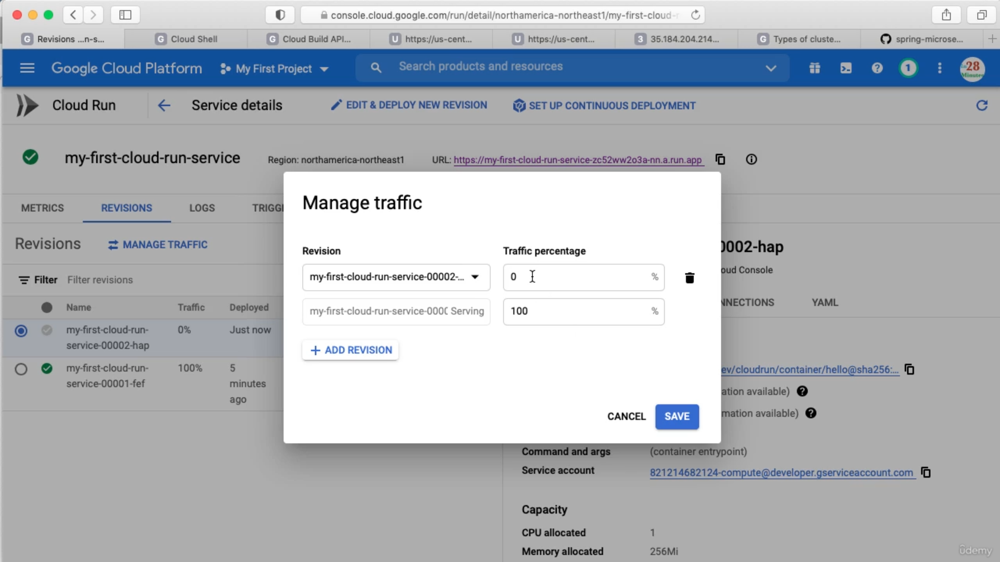 console.cloud.google.com/run/detail/northamerica-northeast1/my-first-cloud-r
Revisions ...n-s...
Cloud Shell
Cloud Build API...
https://us-cent...
https://us-cent...
35.184.204.214...
Types of cluste...
spring-microse...
Google Cloud Platform
My First Project
Search products and resources
1
in28
Minutes
Cloud Run
Service details
EDIT & DEPLOY NEW REVISION
SET UP CONTINUOUS DEPLOYMENT
my-first-cloud-run-service
Region: northamerica-northeast1
URL: https://my-first-cloud-run-service-zc52ww2o3a-nn.a.run.app
METRICS
REVISIONS
LOGS
TRIGG
Manage traffic
Revisions
MANAGE TRAFFIC
0002-hap
Revision
Traffic percentage
oud Console
my-first-cloud-run-service-00002-...
0
%
Filter
Filter revisions
NNECTIONS
YAML
my-first-cloud-run-service-0000 Serving
100
%
Name
Traffic
Deployed
my-first-cloud-run-
service-00002-hap
0%
Just now
+ ADD REVISION
my-first-cloud-run-
service-00001-fef
100%
5
minutes
ago
ev/cloudrun/container/hello@sha256:...
ation available)
mation available)
CANCEL
SAVE
Command and args
(container entrypoint)
Service account
821214682124-compute@developer.gserviceaccount.com
Capacity
CPU allocated
1
Memory allocated
256Mi
ûdemy